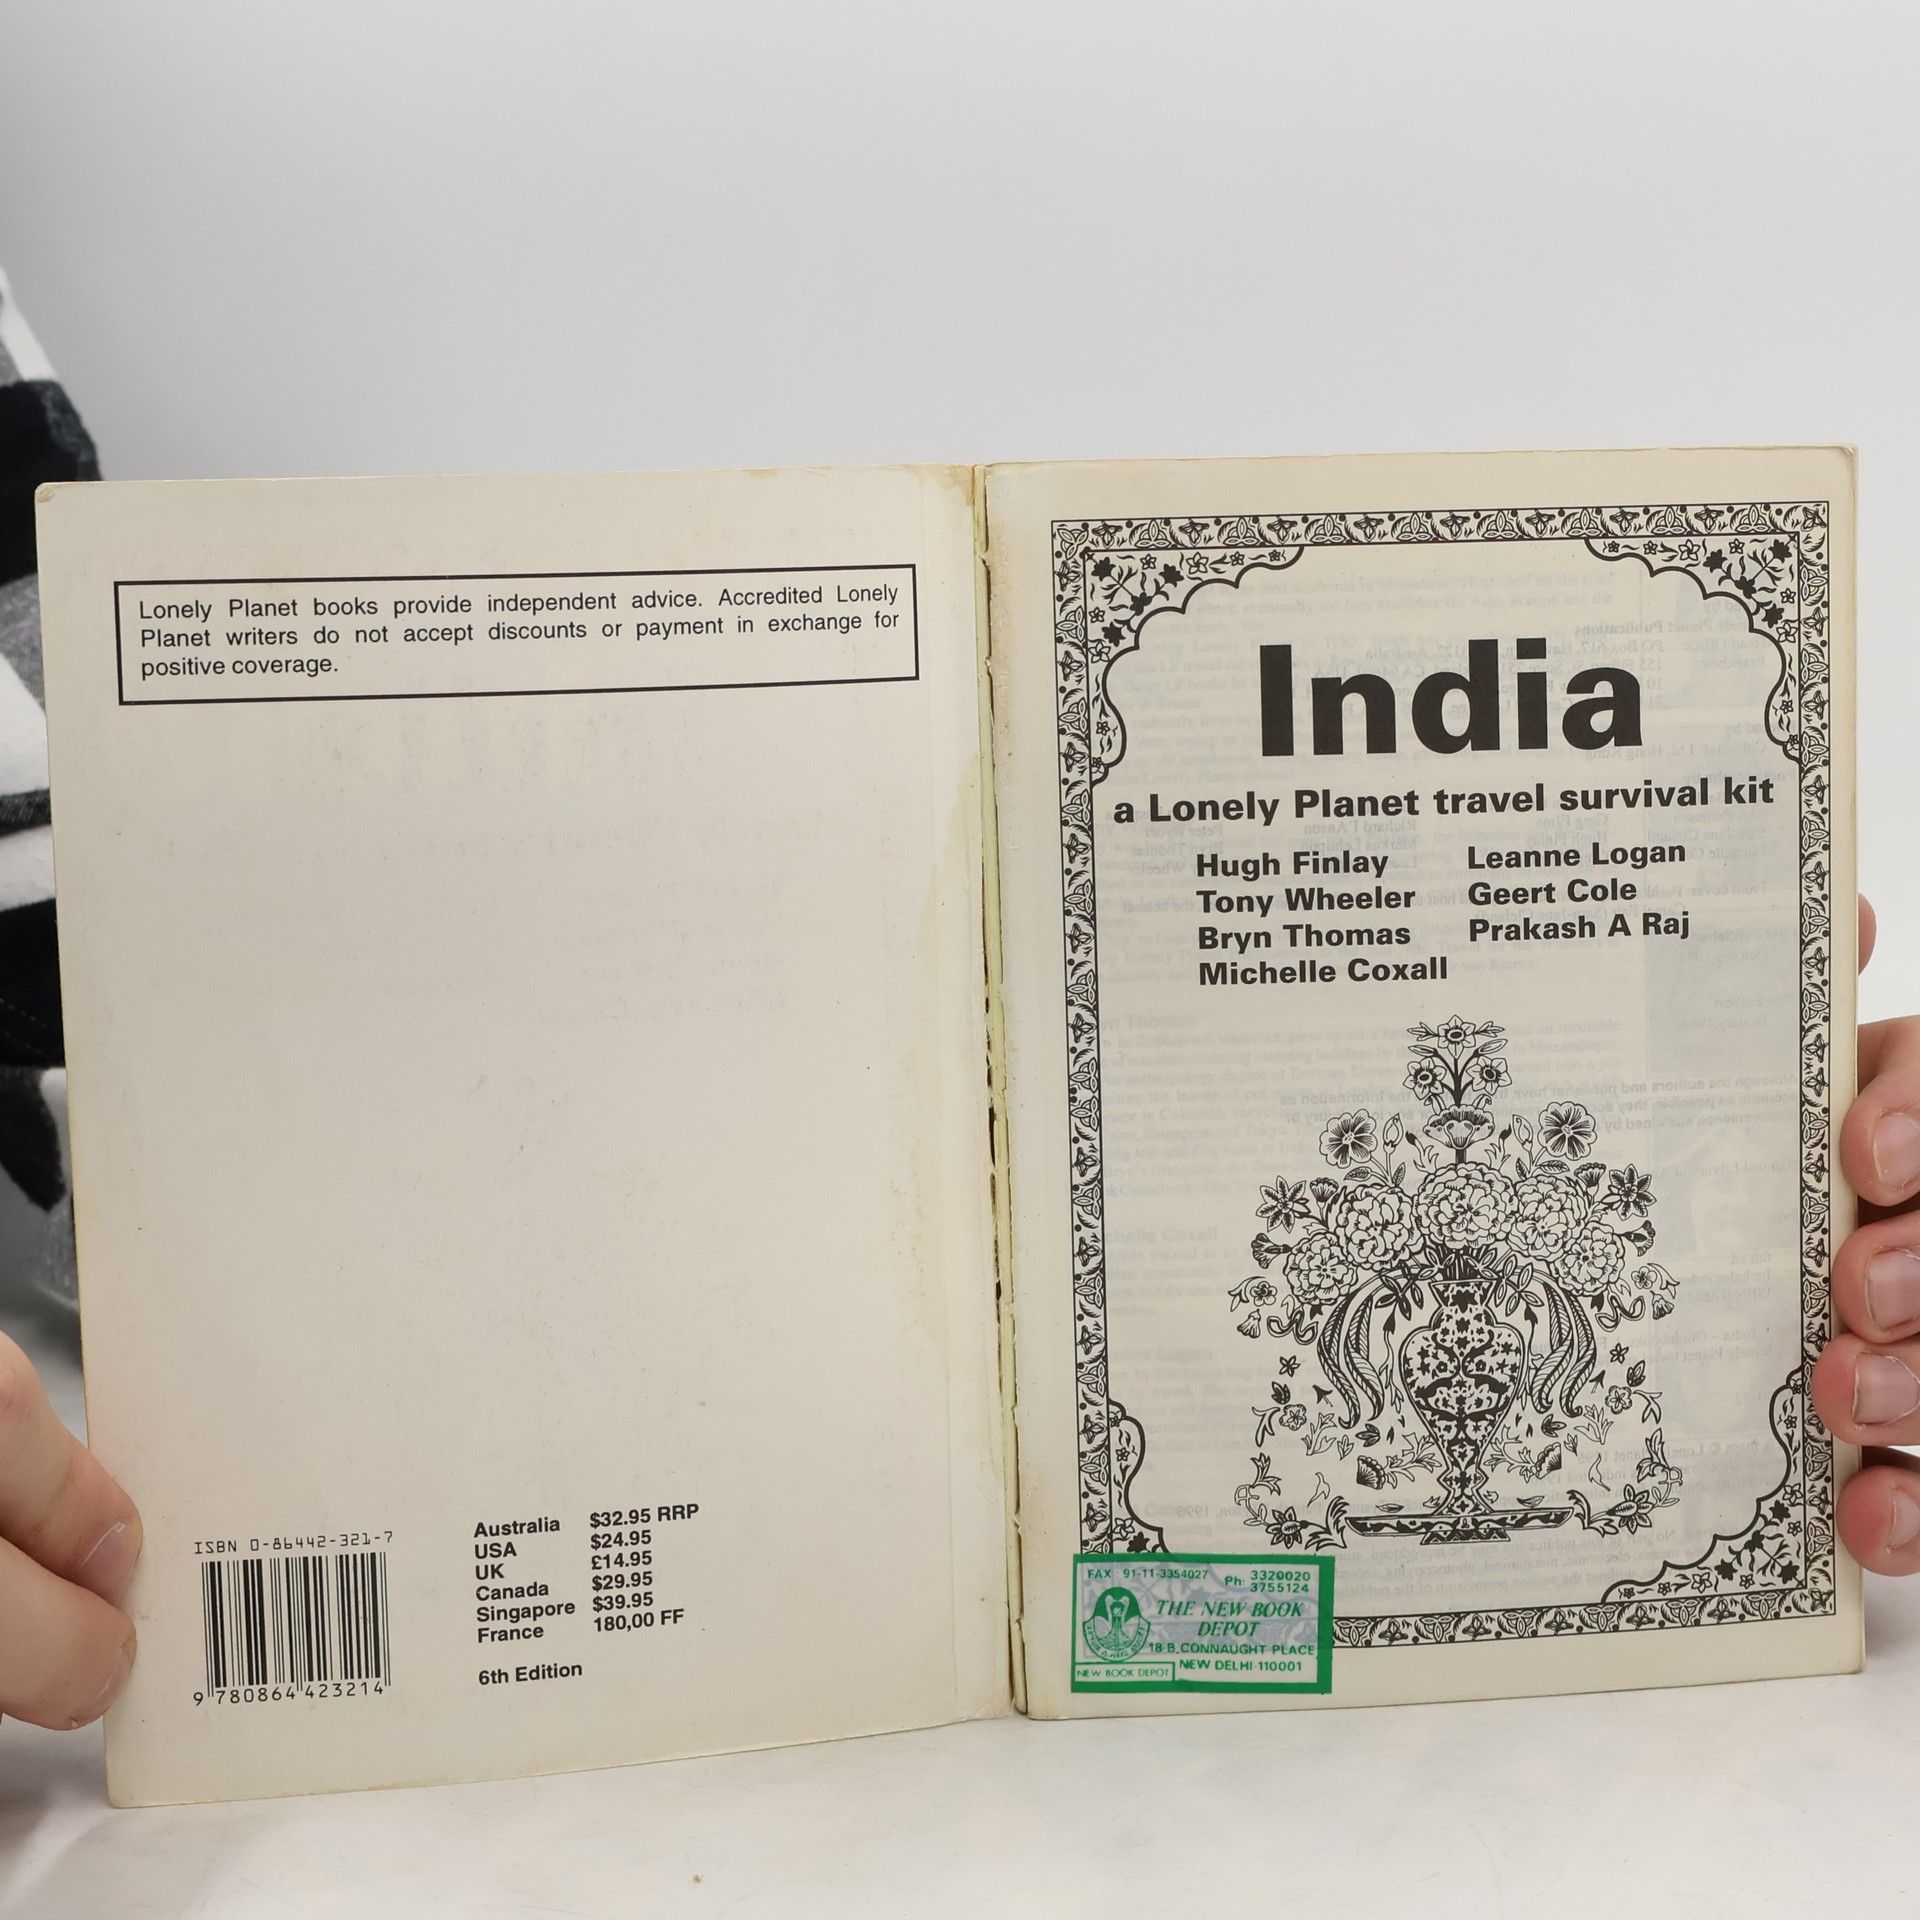 Lonely Planet books provide independent advice. Accredited Lonely
Planet writers do not accept discounts or payment in exchange for
positive coverage.
ISBN 0-86442-321-7
9 780864 423214
Australia $32.95 RRP
USA $24.95
UK £14.95
Canada $29.95
Singapore $39.95
France 180,00 FF
6th Edition
India
a Lonely Planet travel survival kit
Hugh Finlay
Tony Wheeler
Bryn Thomas
Michelle Coxall
Leanne Logan
Geert Cole
Prakash A Raj
FAX : 91-11-3354027
Ph: 3320020
3755124
THE NEW BOOK
DEPOT
18-B, CONNAUGHT PLACE
NEW DELHI-110001
NEW BOOK DEPOT